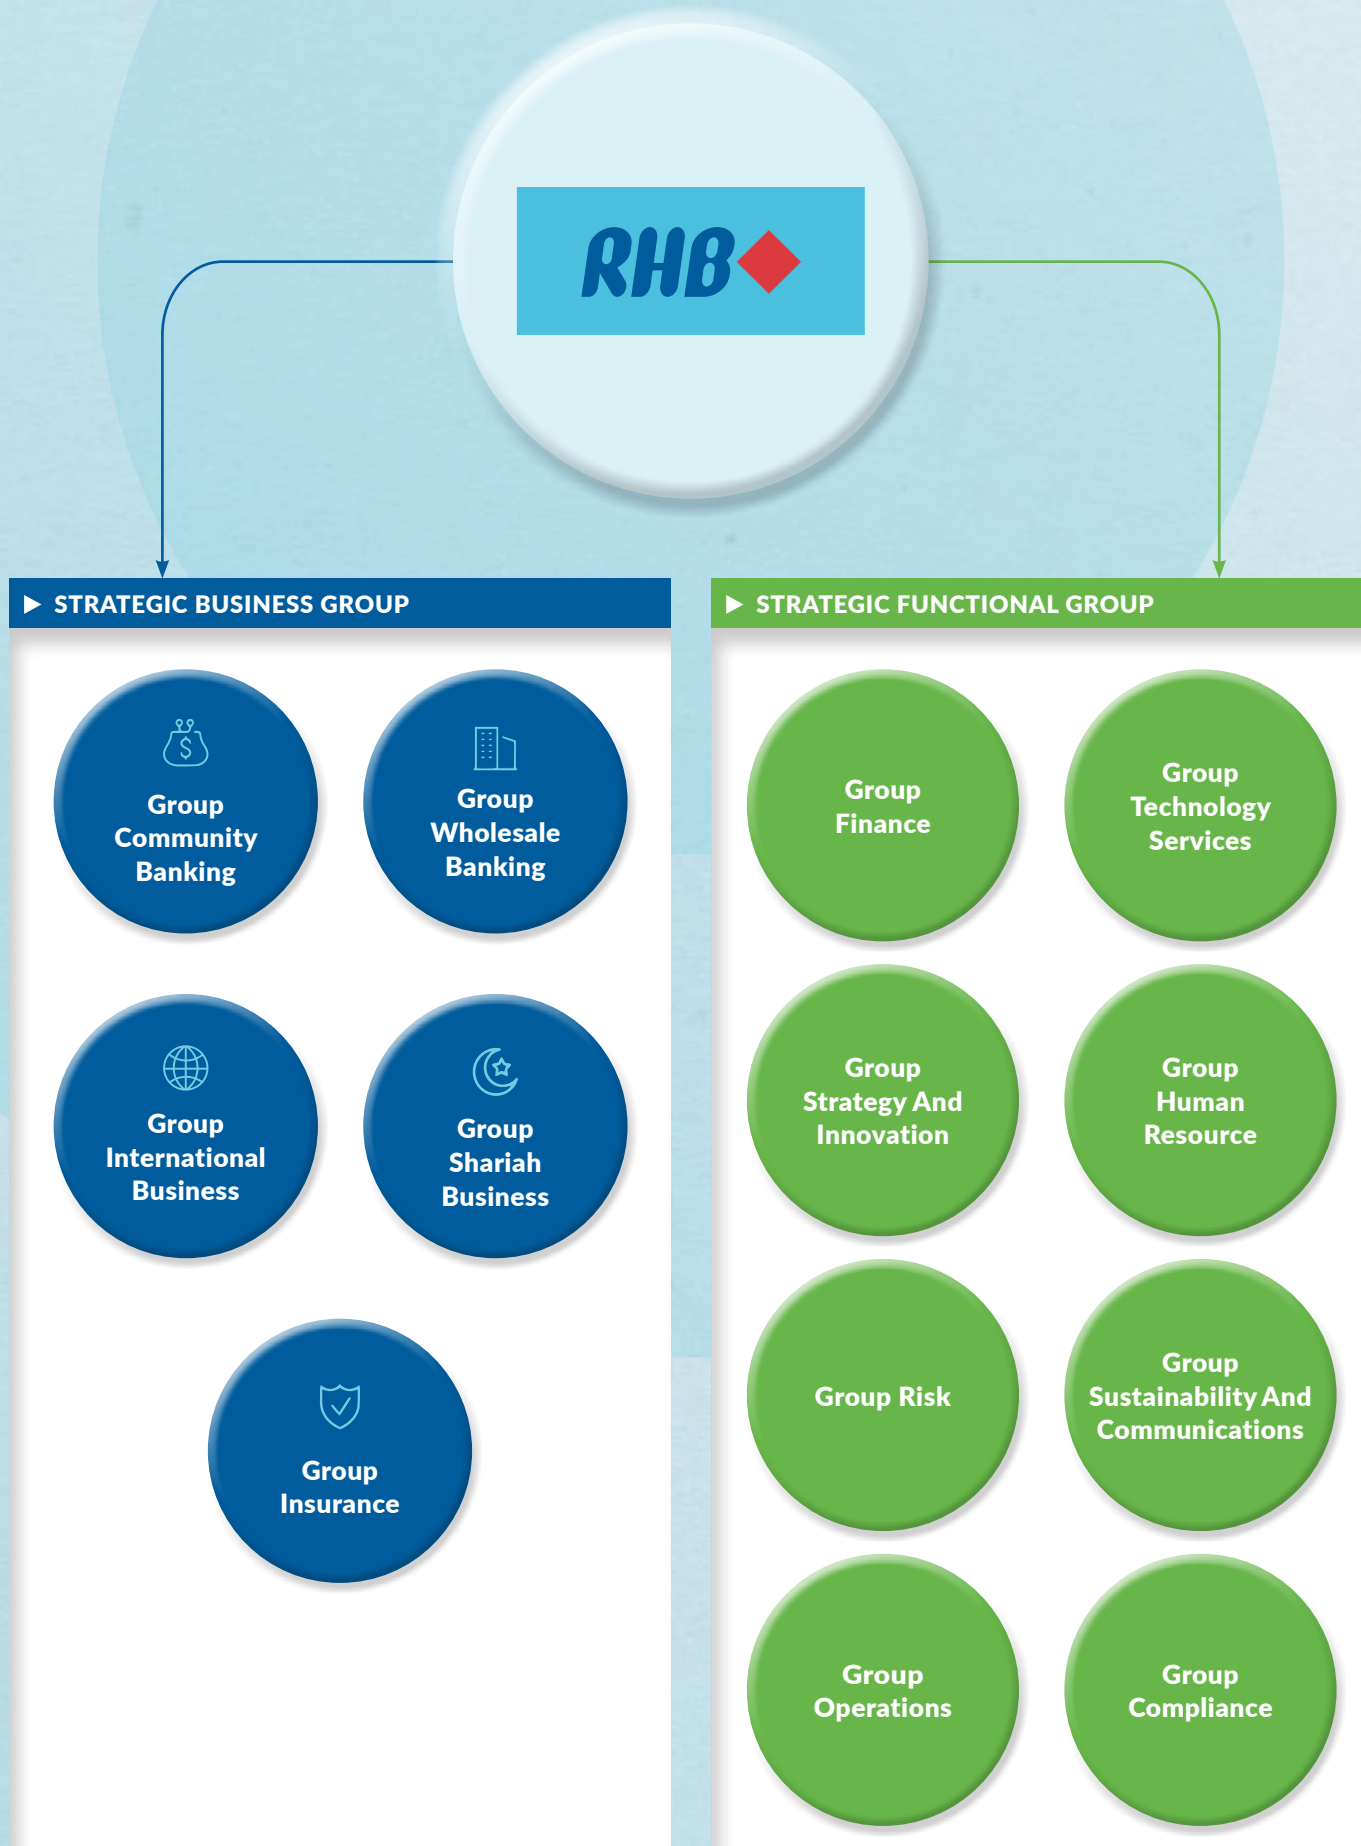 RHB
STRATEGIC BUSINESS GROUP
Group
Community
Banking
Group
Wholesale
Banking
Group
International
Business
Group
Shariah
Business
Group
Insurance
STRATEGIC FUNCTIONAL GROUP
Group
Finance
Group
Technology
Services
Group
Strategy And
Innovation
Group
Human
Resource
Group Risk
Group
Sustainability And
Communications
Group
Operations
Group
Compliance